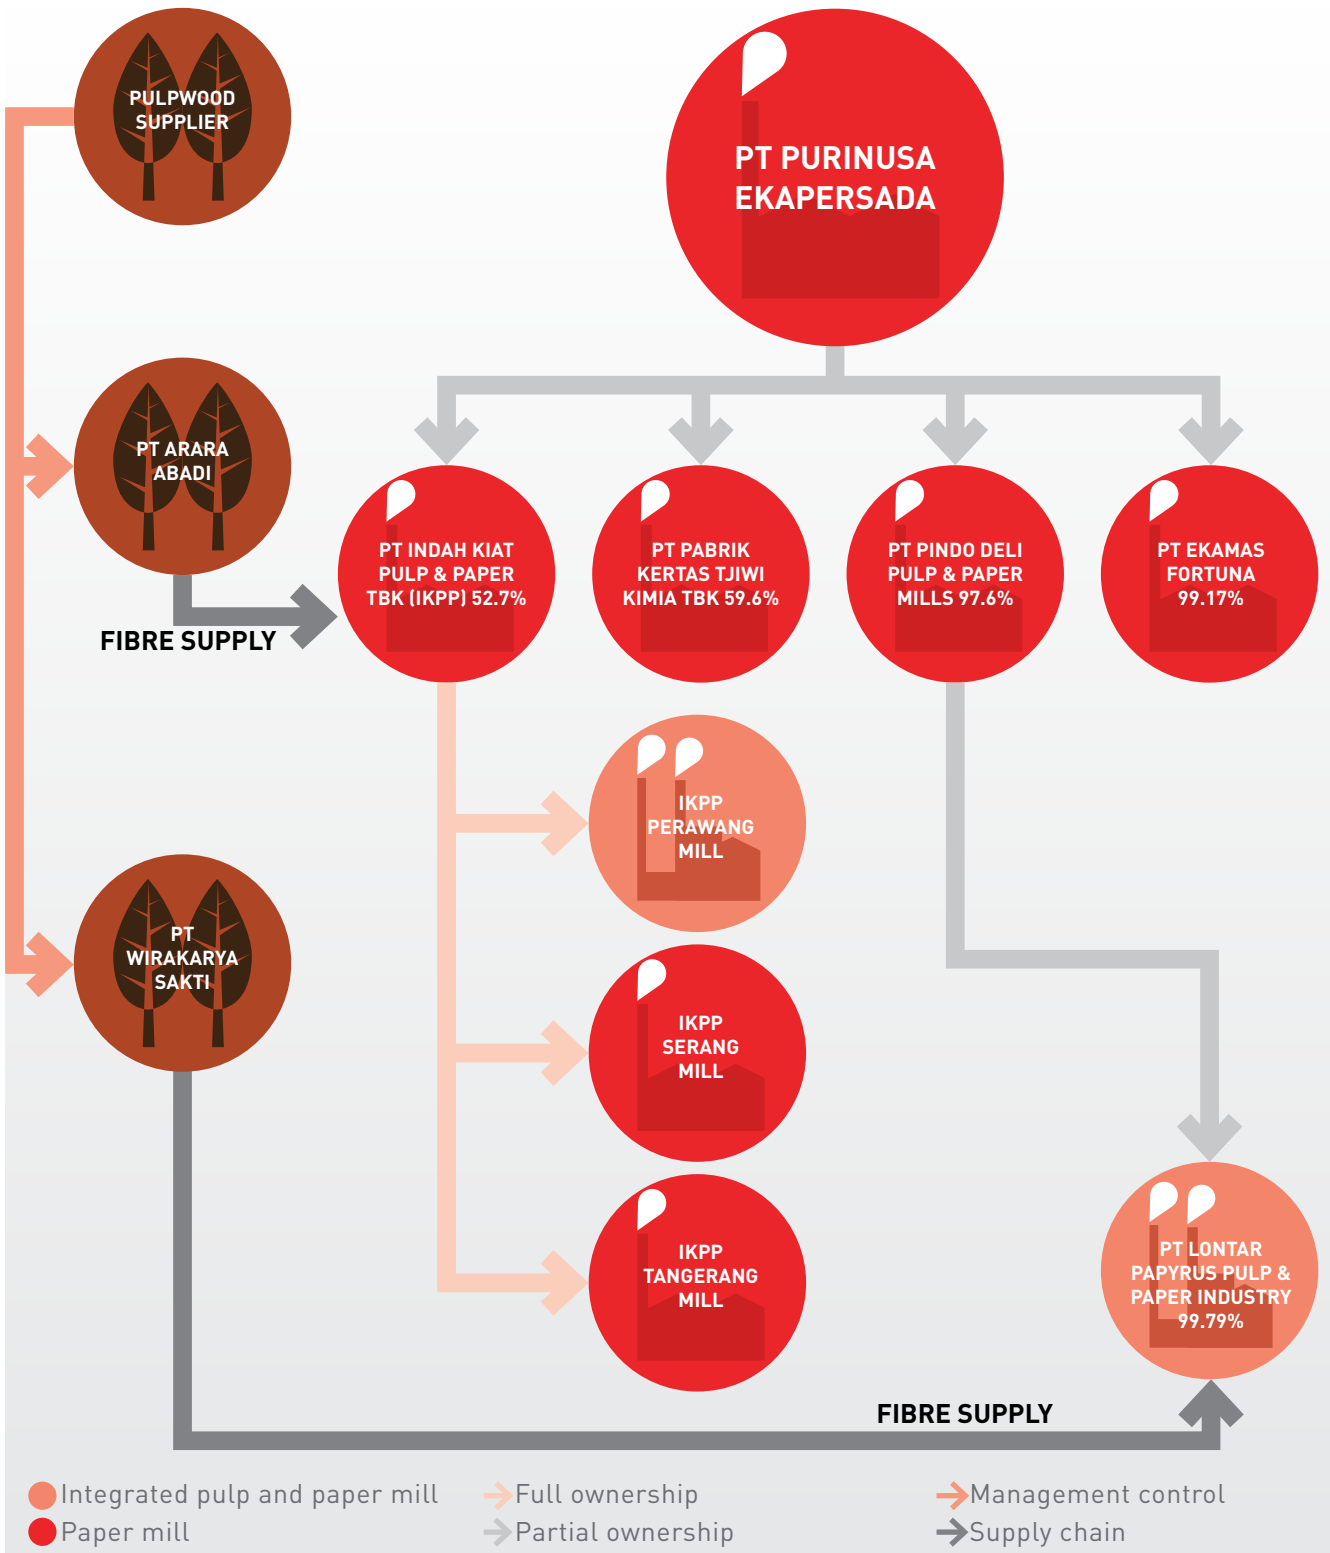 PULPWOOD
SUPPLIER
PT PURINUSA
EKAPERSADA
PT ARARA
ABADI
FIBRE SUPPLY
PT INDAH KIAT
PULP & PAPER
TBK (IKPP) 52.7%
PT PABRIK
KERTAS TJIWI
KIMIA TBK 59.6%
PT PINDO DELI
PULP & PAPER
MILLS 97.6%
PT EKAMAS
FORTUNA
99.17%
IKPP
PERAWANG
MILL
PT
WIRAKARYA
SAKTI
IKPP
SERANG
MILL
IKPP
TANGERANG
MILL
PT LONTAR
PAPYRUS PULP &
PAPER INDUSTRY
99.79%
FIBRE SUPPLY
Integrated pulp and paper mill
Paper mill
Full ownership
Partial ownership
Management control
Supply chain